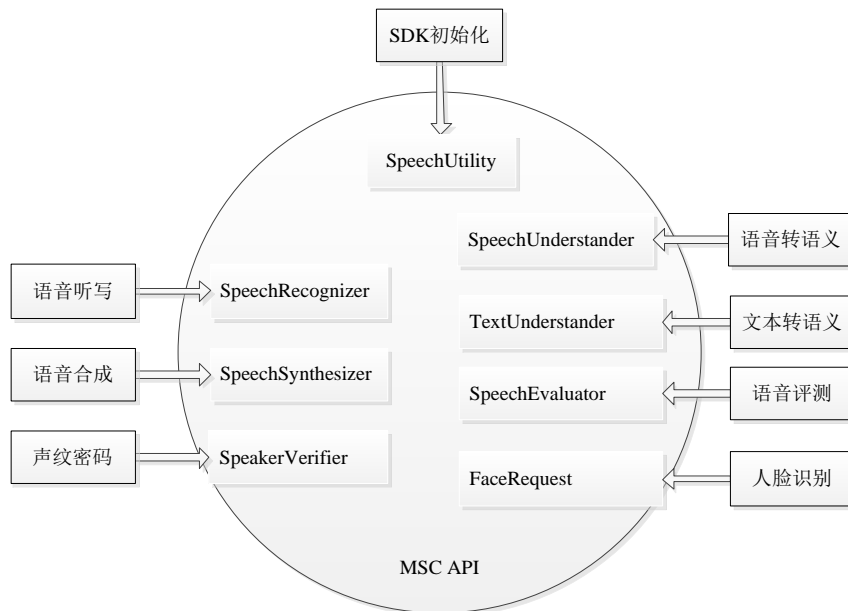 SDK初始化
SpeechUtility
SpeechUnderstander
语音转语义
语音听写
SpeechRecognizer
TextUnderstander
文本转语义
语音合成
SpeechSynthesizer
SpeechEvaluator
语音评测
声纹密码
SpeakerVerifier
FaceRequest
人脸识别
MSC API